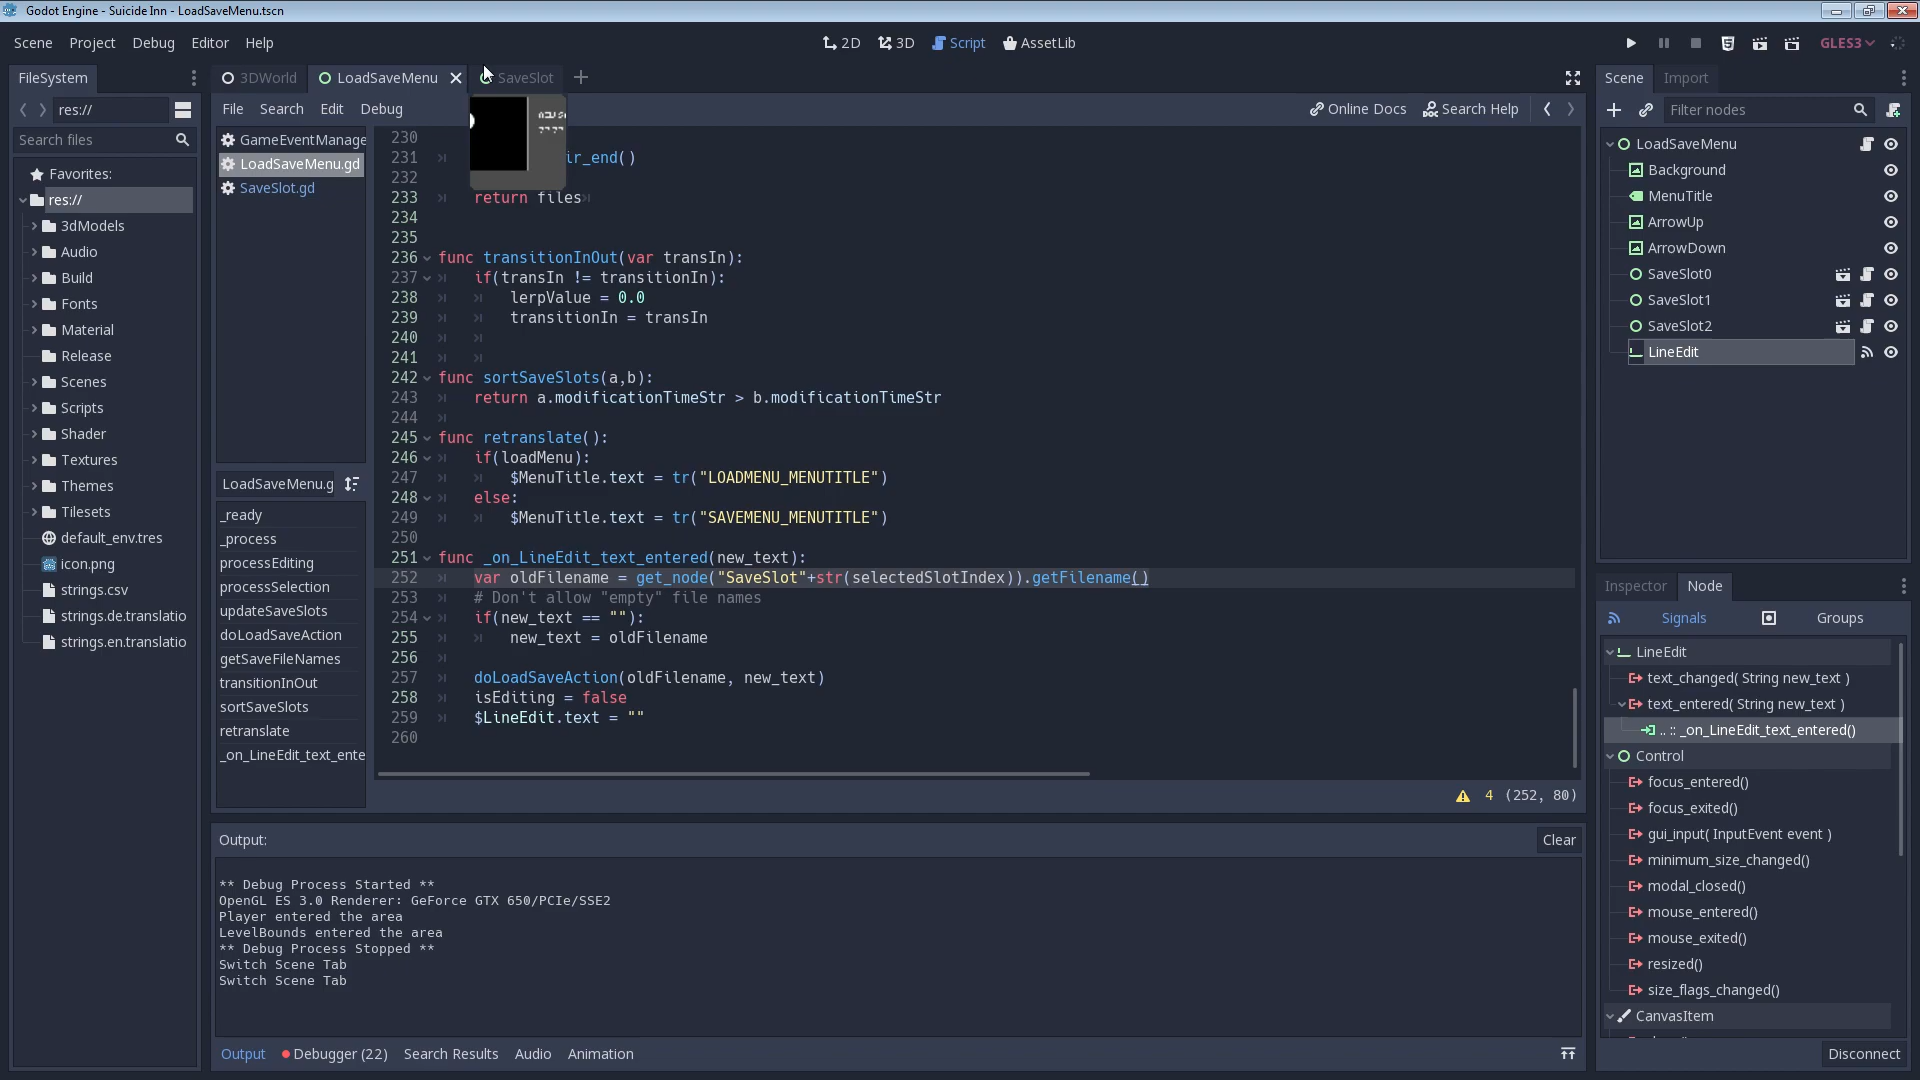 Godot Engine - Suicide Inn - LoadSaveMenu.tscn
Scene Project Debug Editor Help
2D 3D Script AssetLib
GLES3
FileSystem
res://
Search files
Favorites:
res://
3dModels
Audio
Build
Fonts
Material
Release
Scenes
Scripts
Shader
Textures
Themes
Tilesets
default_env.tres
icon.png
strings.csv
strings.de.translatio
strings.en.translatio
3DWorld LoadSaveMenu SaveSlot
File Search Edit Debug
Online Docs Search Help
GameEventManage
LoadSaveMenu.gd
SaveSlot.gd
LoadSaveMenu.g
_ready
_process
processEditing
processSelection
updateSaveSlots
doLoadSaveAction
getSaveFileNames
transitionInOut
sortSaveSlots
retranslate
_on_LineEdit_text_ente
230
231 ir_end()
232
233 return files
234
235
236 func transitionInOut(var transIn):
237 if(transIn != transitionIn):
238 lerpValue = 0.0
239 transitionIn = transIn
240
241
242 func sortSaveSlots(a,b):
243 return a.modificationTimeStr > b.modificationTimeStr
244
245 func retranslate():
246 if(loadMenu):
247 $MenuTitle.text = tr("LOADMENU_MENUTITLE")
248 else:
249 $MenuTitle.text = tr("SAVEMENU_MENUTITLE")
250
251 func _on_LineEdit_text_entered(new_text):
252 var oldFilename = get_node("SaveSlot"+str(selectedSlotIndex)).getFilename()
253 # Don't allow "empty" file names
254 if(new_text == ""):
255 new_text = oldFilename
256
257 doLoadSaveAction(oldFilename, new_text)
258 isEditing = false
259 $LineEdit.text = ""
260
4 (252, 80)
Output:
Clear
** Debug Process Started **
OpenGL ES 3.0 Renderer: GeForce GTX 650/PCIe/SSE2
Player entered the area
LevelBounds entered the area
** Debug Process Stopped **
Switch Scene Tab
Switch Scene Tab
Output Debugger (22) Search Results Audio Animation
Scene Import
Filter nodes
LoadSaveMenu
Background
MenuTitle
ArrowUp
ArrowDown
SaveSlot0
SaveSlot1
SaveSlot2
LineEdit
Inspector Node
Signals Groups
LineEdit
text_changed( String new_text )
text_entered( String new_text )
.. :: _on_LineEdit_text_entered()
Control
focus_entered()
focus_exited()
gui_input( InputEvent event )
minimum_size_changed()
modal_closed()
mouse_entered()
mouse_exited()
resized()
size_flags_changed()
CanvasItem
Disconnect